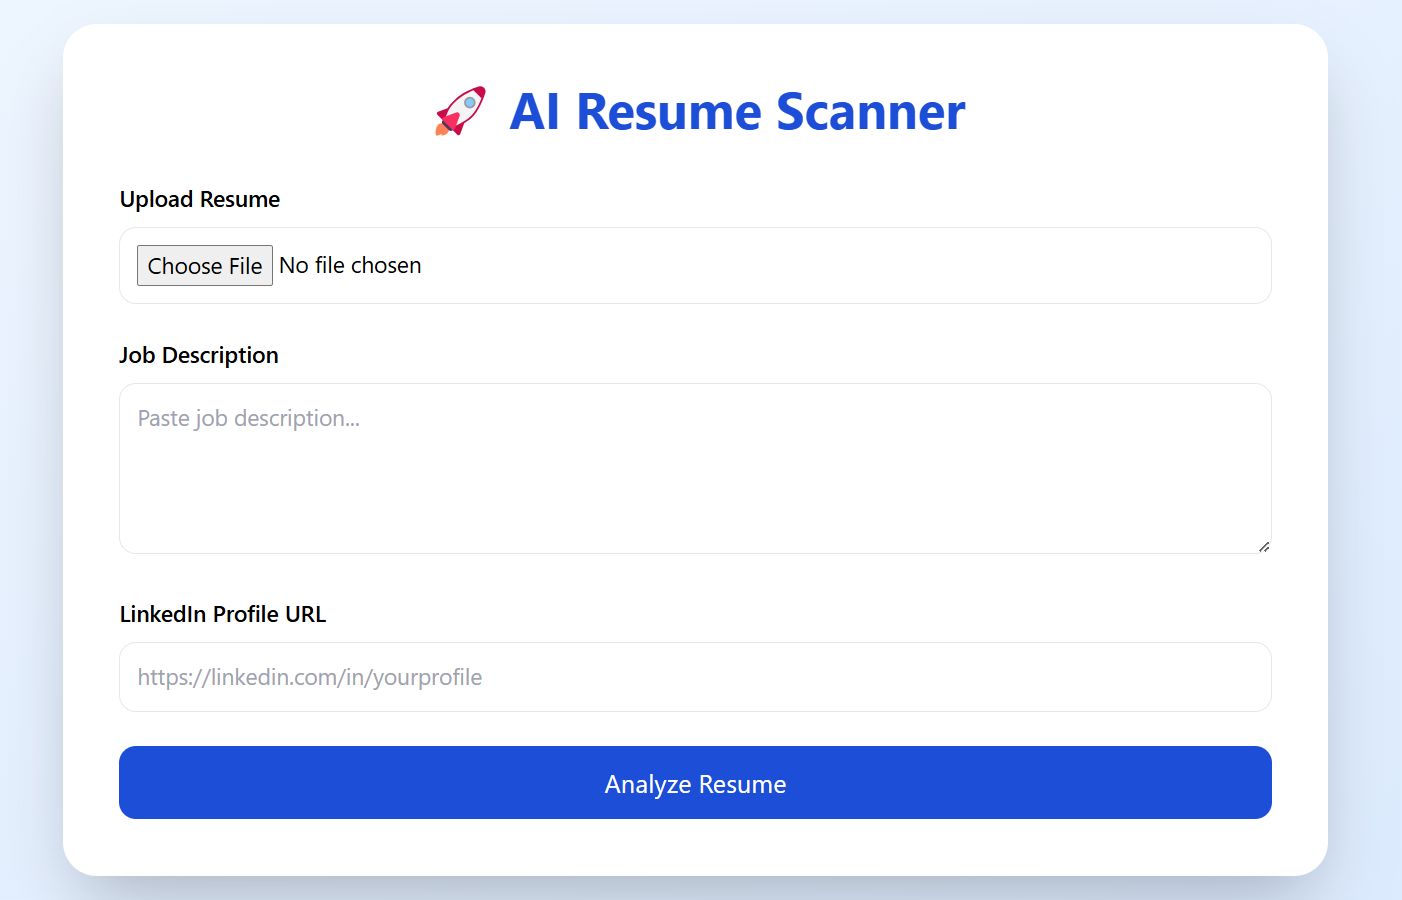 🚀 AI Resume Scanner
Upload Resume
Choose File No file chosen
Job Description
Paste job description...
LinkedIn Profile URL
https://linkedin.com/in/yourprofile
Analyze Resume